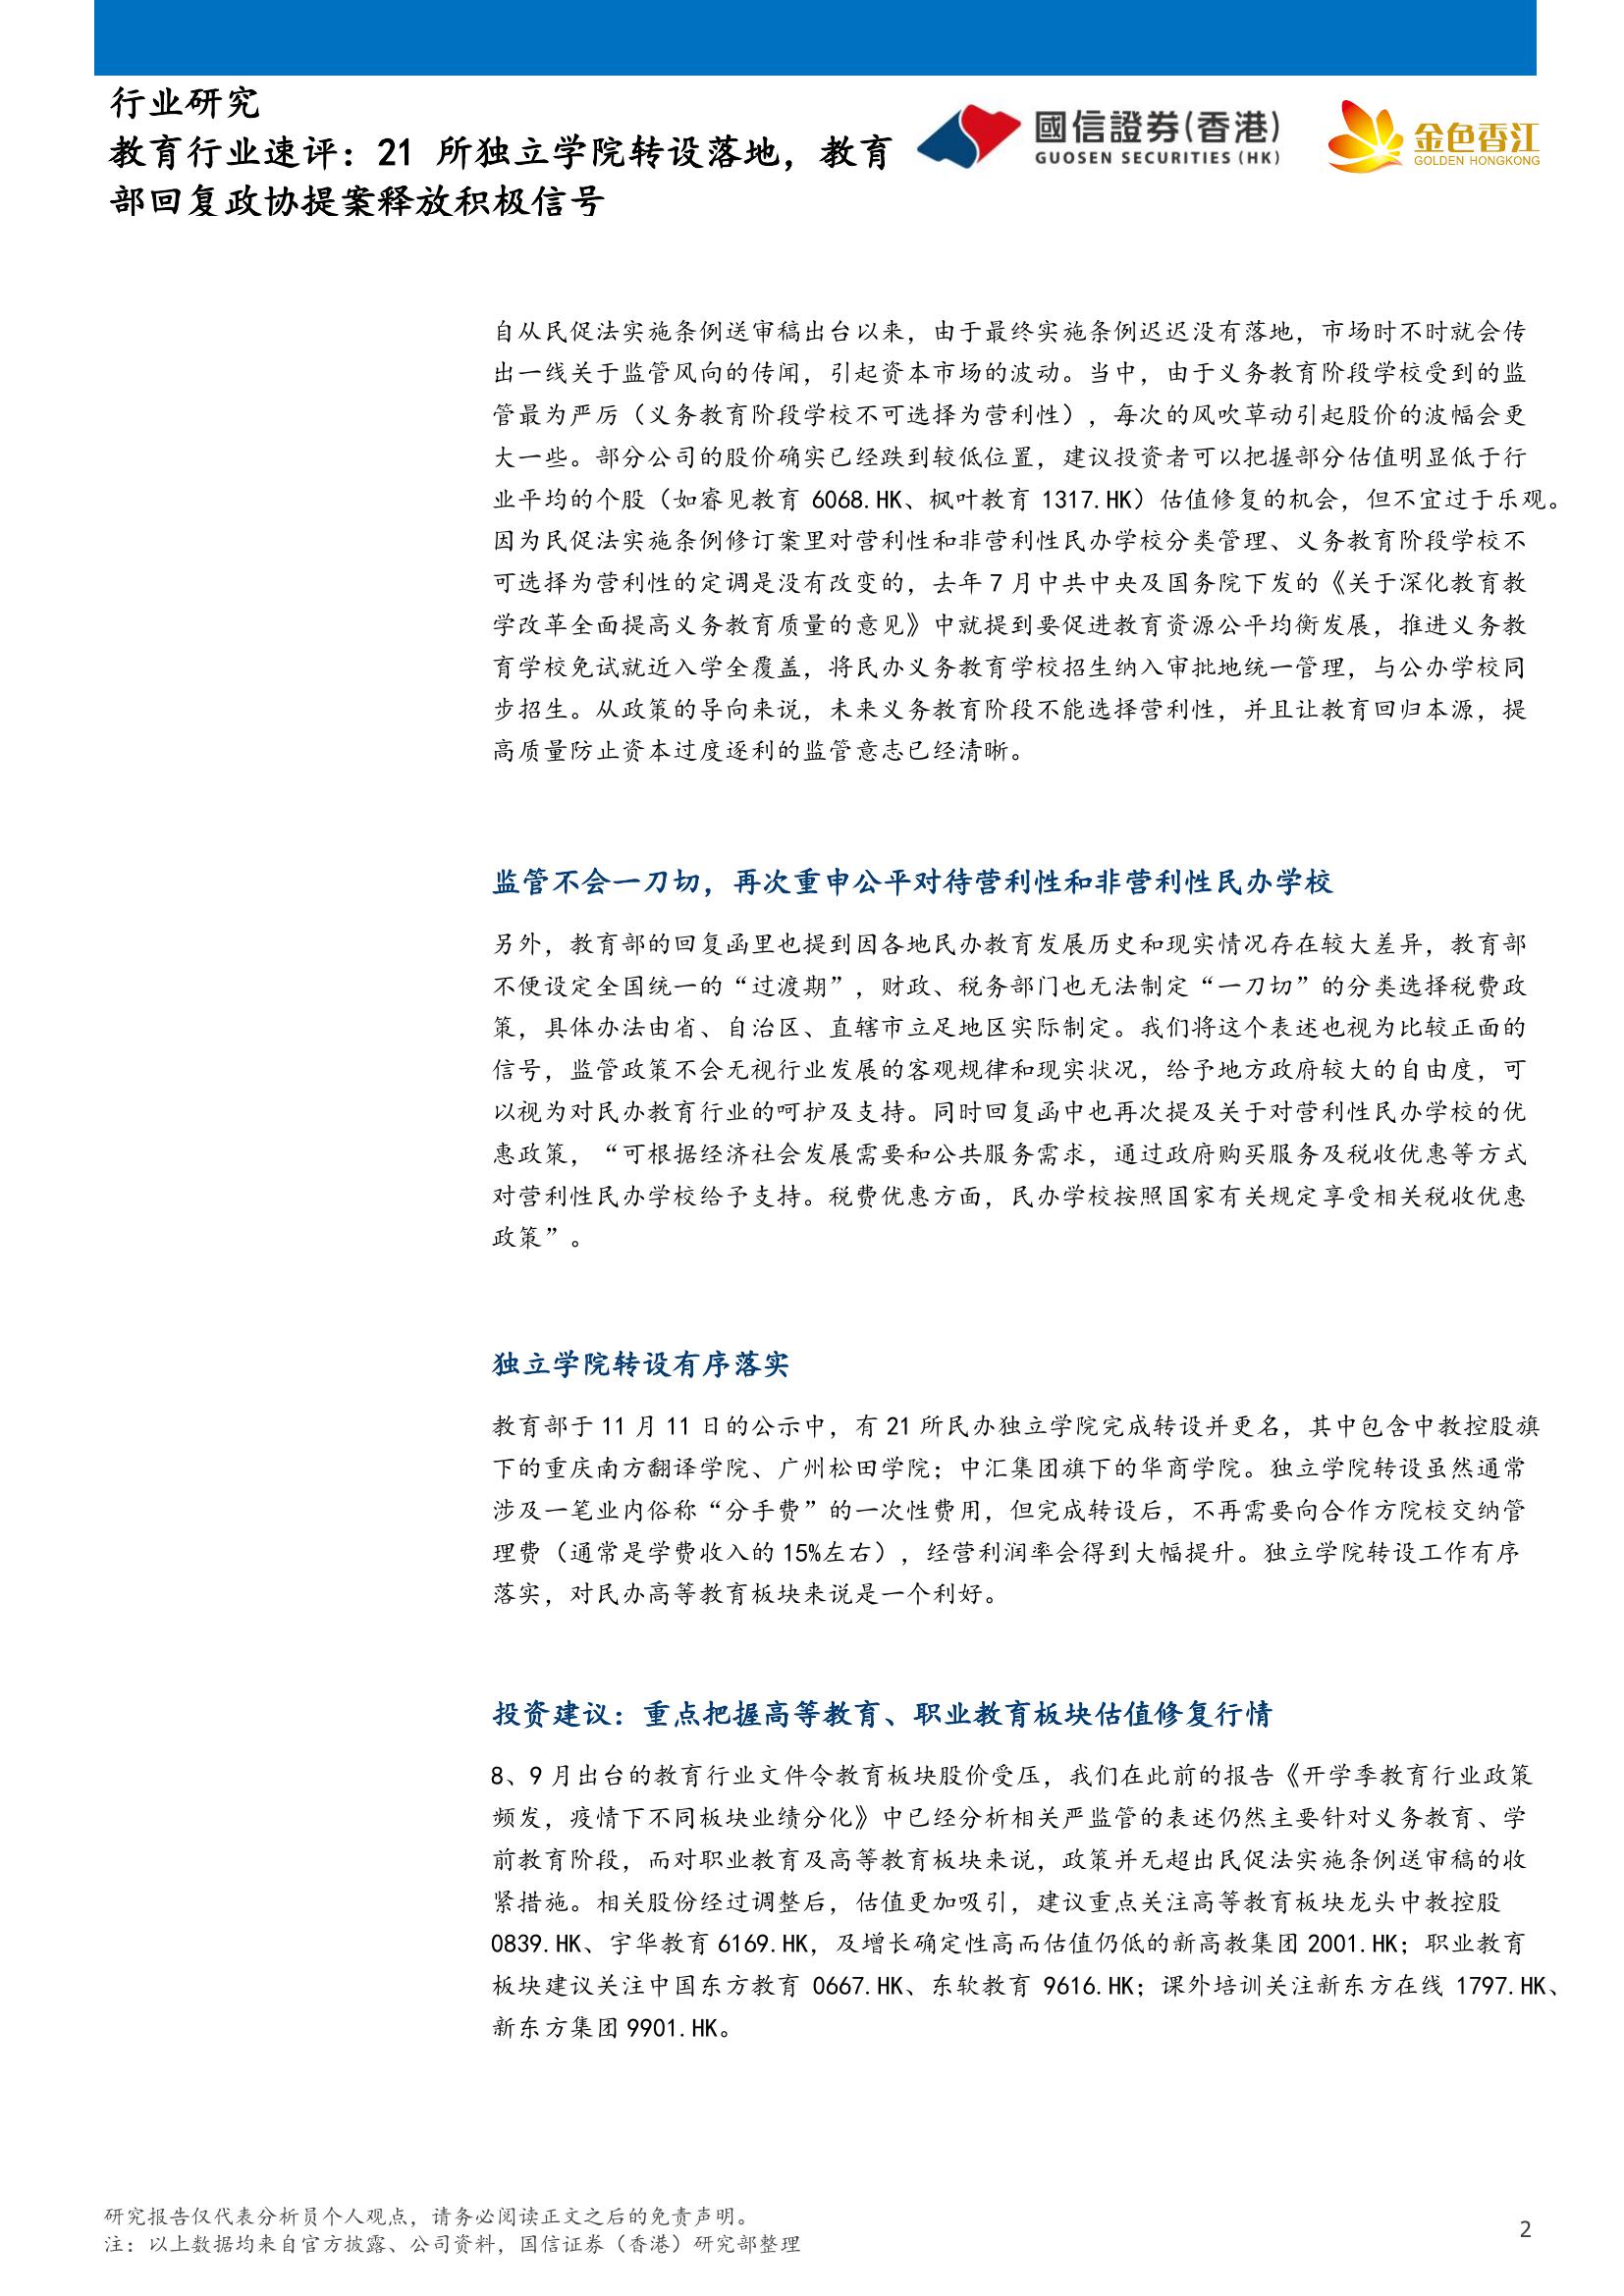 行业研究
教育行业速评：21 所独立学院转设落地，教育
部回复政协提案释放积极信号
國信證券(香港)
GUOSEN SECURITIES(HK)
金色香江
GOLDEN HONGKONG
自从民促法实施条例送审稿出台以来，由于最终实施条例迟迟没有落地，市场时不时就会传
出一线关于监管风向的传闻，引起资本市场的波动。当中，由于义务教育阶段学校受到的监
管最为严厉（义务教育阶段学校不可选择为营利性），每次的风吹草动引起股价的波幅会更
大一些。部分公司的股价确实已经跌到较低位置，建议投资者可以把握部分估值明显低于行
业平均的个股（如睿见教育 6068.HK、枫叶教育 1317.HK）估值修复的机会，但不宜过于乐观。
因为民促法实施条例修订案里对营利性和非营利性民办学校分类管理、义务教育阶段学校不
可选择为营利性的定调是没有改变的，去年 7 月中共中央及国务院下发的《关于深化教育教
学改革全面提高义务教育质量的意见》中就提到要促进教育资源公平均衡发展，推进义务教
育学校免试就近入学全覆盖，将民办义务教育学校招生纳入审批地统一管理，与公办学校同
步招生。从政策的导向来说，未来义务教育阶段不能选择营利性，并且让教育回归本源，提
高质量防止资本过度逐利的监管意志已经清晰。
监管不会一刀切，再次重申公平对待营利性和非营利性民办学校
另外，教育部的回复函里也提到因各地民办教育发展历史和现实情况存在较大差异，教育部
不便设定全国统一的“过渡期”，财政、税务部门也无法制定“一刀切”的分类选择税费政
策，具体办法由省、自治区、直辖市立足地区实际制定。我们将这个表述也视为比较正面的
信号，监管政策不会无视行业发展的客观规律和现实状况，给予地方政府较大的自由度，可
以视为对民办教育行业的呵护及支持。同时回复函中也再次提及关于对营利性民办学校的优
惠政策，“可根据经济社会发展需要和公共服务需求，通过政府购买服务及税收优惠等方式
对营利性民办学校给予支持。税费优惠方面，民办学校按照国家有关规定享受相关税收优惠
政策”。
独立学院转设有序落实
教育部于 11 月 11 日的公示中，有 21 所民办独立学院完成转设并更名，其中包含中教控股旗
下的重庆南方翻译学院、广州松田学院；中汇集团旗下的华商学院。独立学院转设虽然通常
涉及一笔业内俗称“分手费”的一次性费用，但完成转设后，不再需要向合作方院校交纳管
理费（通常是学费收入的 15%左右），经营利润率会得到大幅提升。独立学院转设工作有序
落实，对民办高等教育板块来说是一个利好。
投资建议：重点把握高等教育、职业教育板块估值修复行情
8、9 月出台的教育行业文件令教育板块股价受压，我们在此前的报告《开学季教育行业政策
频发，疫情下不同板块业绩分化》中已经分析相关严监管的表述仍然主要针对义务教育、学
前教育阶段，而对职业教育及高等教育板块来说，政策并无超出民促法实施条例送审稿的收
紧措施。相关股份经过调整后，估值更加吸引，建议重点关注高等教育板块龙头中教控股
0839.HK、宇华教育 6169.HK，及增长确定性高而估值仍低的新高教集团 2001.HK；职业教育
板块建议关注中国东方教育 0667.HK、东软教育 9616.HK；课外培训关注新东方在线 1797.HK、
新东方集团 9901.HK。
研究报告仅代表分析员个人观点，请务必阅读正文之后的免责声明。
注：以上数据均来自官方披露、公司资料，国信证券（香港）研究部整理
2